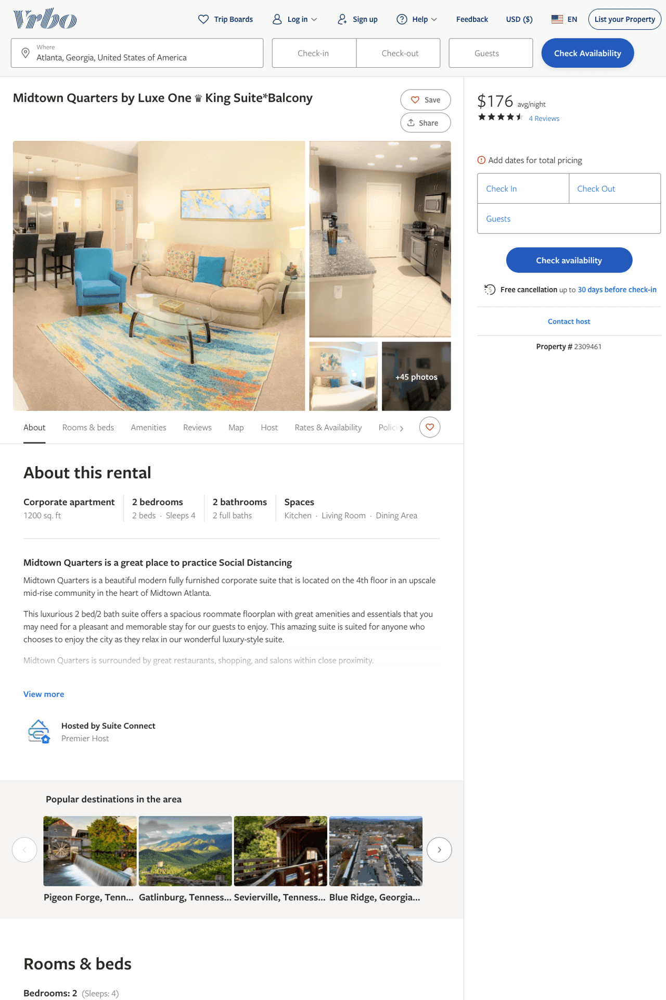 Vrbo
Trip Boards
Log in
Sign up
Help
Feedback
USD ($)
EN
List your Property
Where
Atlanta, Georgia, United States of America
Check-in
Check-out
Guests
Check Availability
Midtown Quarters by Luxe One ♛ King Suite*Balcony
Save
Share
$176 avg/night
4 Reviews
Add dates for total pricing
Check In
Check Out
Guests
Check availability
Free cancellation up to 30 days before check-in
Contact host
Property # 2309461
+45 photos
About
Rooms & beds
Amenities
Reviews
Map
Host
Rates & Availability
Polici
About this rental
Corporate apartment
1200 sq. ft
2 bedrooms
2 beds · Sleeps 4
2 bathrooms
2 full baths
Spaces
Kitchen · Living Room · Dining Area
Midtown Quarters is a great place to practice Social Distancing
Midtown Quarters is a beautiful modern fully furnished corporate suite that is located on the 4th floor in an upscale
mid-rise community in the heart of Midtown Atlanta.
This luxurious 2 bed/2 bath suite offers a spacious roommate floorplan with great amenities and essentials that you
may need for a pleasant and memorable stay for our guests to enjoy. This amazing suite is suited for anyone who
chooses to enjoy the city as they relax in our wonderful luxury-style suite.
Midtown Quarters is surrounded by great restaurants, shopping, and salons within close proximity.
View more
Hosted by Suite Connect
Premier Host
Popular destinations in the area
Pigeon Forge, Tenn...
Gatlinburg, Tenness...
Sevierville, Tenness...
Blue Ridge, Georgia...
Rooms & beds
Bedrooms: 2 (Sleeps: 4)